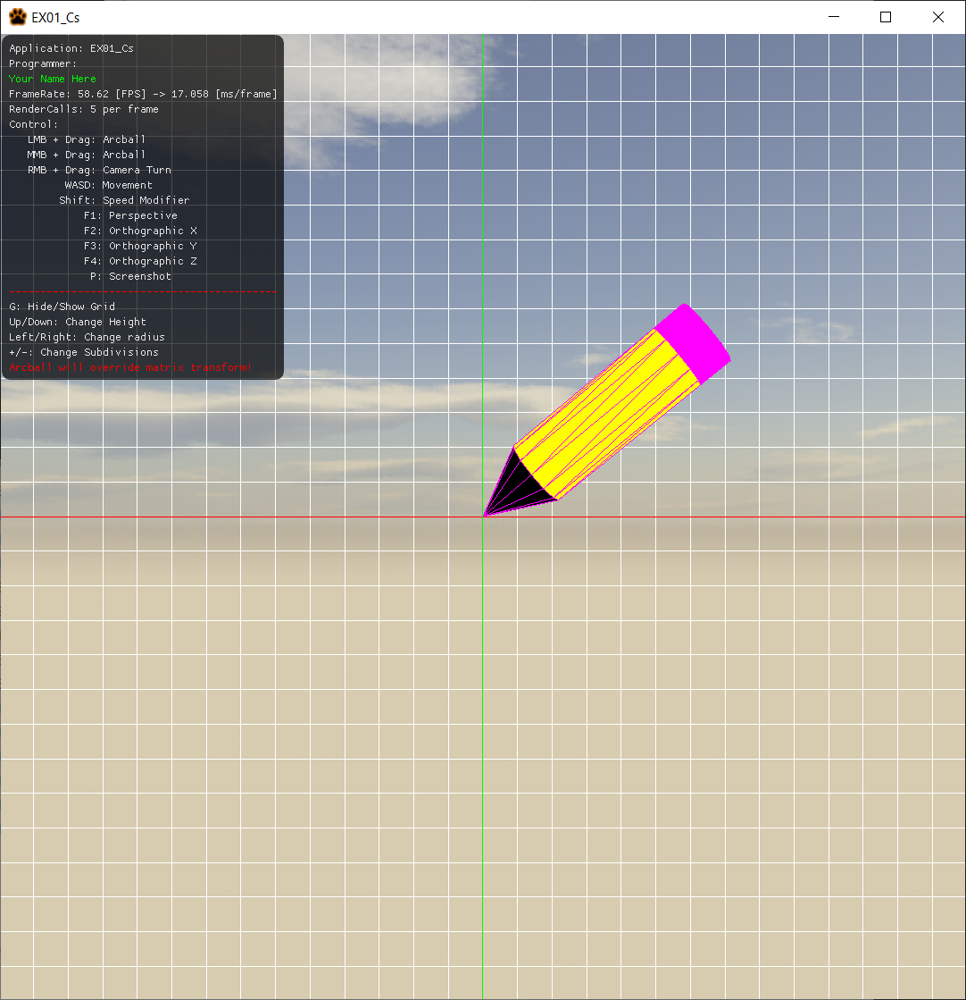 EX01_Cs
Application: EX01_Cs
Programmer:
Your Name Here
FrameRate: 58.62 [FPS] -> 17.058 [ms/frame]
RenderCalls: 5 per frame
Control:
LMB + Drag: Arcball
MMB + Drag: Arcball
RMB + Drag: Camera Turn
WASD: Movement
Shift: Speed Modifier
F1: Perspective
F2: Orthographic X
F3: Orthographic Y
F4: Orthographic Z
P: Screenshot
-------------------------------------------
G: Hide/Show Grid
Up/Down: Change Height
Left/Right: Change radius
+/-: Change Subdivisions
Arcball will override matrix transform!